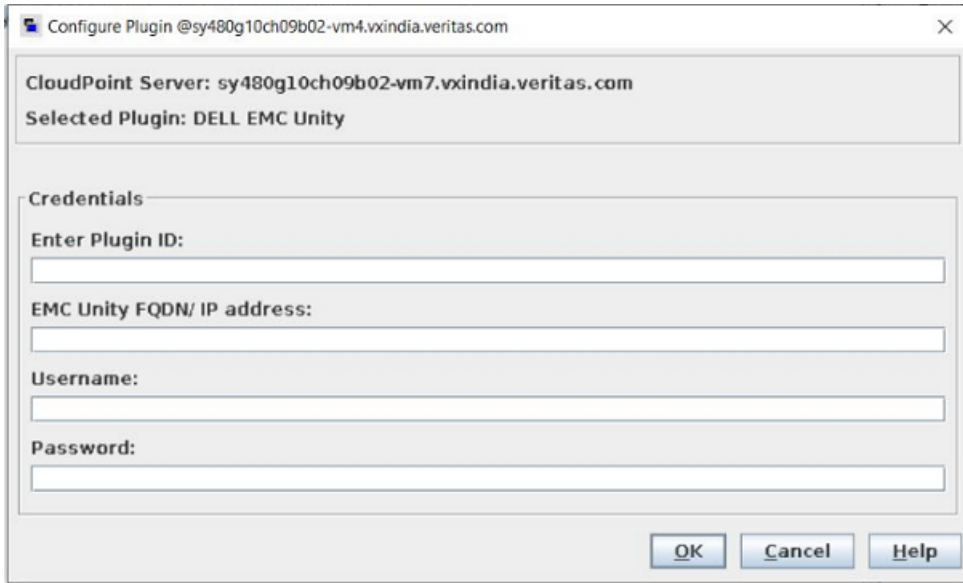 Configure Plugin @sy480g10ch09b02-vm4.vxindia.veritas.com
CloudPoint Server: sy480g10ch09b02-vm7.vxindia.veritas.com
Selected Plugin: DELL EMC Unity
Credentials
Enter Plugin ID:
EMC Unity FQDN/ IP address:
Username:
Password:
OK Cancel Help